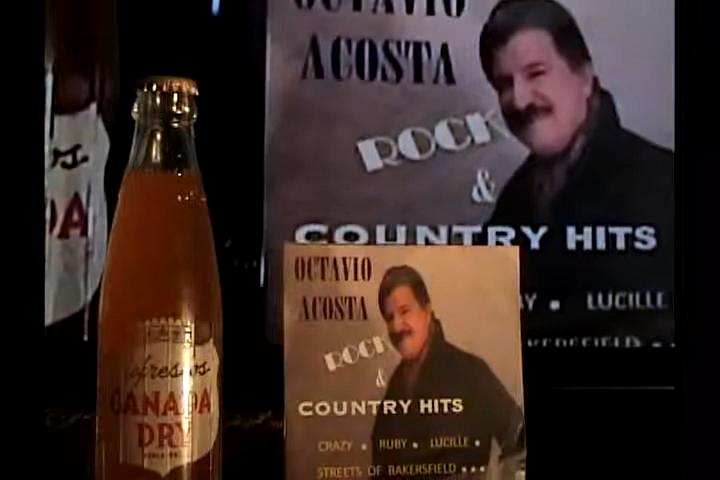 OCTAVIO
ACOSTA
ROCK
&
COUNTRY HITS
LUCILLE
OCTAVIO
ACOSTA
ROCK
&
COUNTRY HITS
CRAZY • RUBY • LUCILLE •
STREETS OF BAKERSFIELD •••
CANADA
DRY